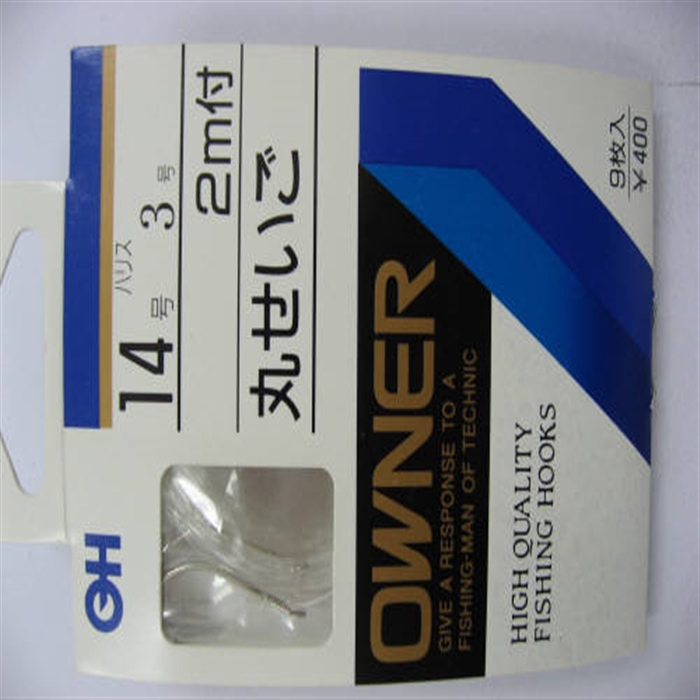 OH
ハリス
14号 3号
2m付
丸せいご
OWNER
GIVE A RESPONSE TO A
FISHING-MAN OF TECHNIC
HIGH QUALITY
FISHING HOOKS
9枚入
￥400